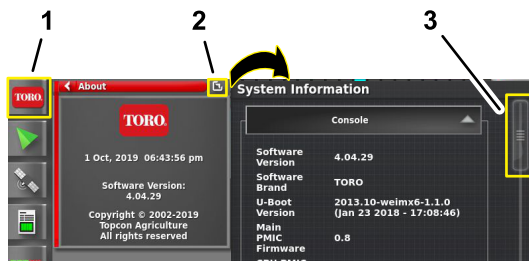 1
2
3
TORO.
About
System Information
TORO.
Console
1 Oct, 2019 06:43:56 pm
Software Version:
4.04.29
Copyright © 2002-2019
Topcon Agriculture
All rights reserved
Software
Version
4.04.29
Software
Brand
TORO
U-Boot
Version
2013.10-weimx6-1.1.0
(Jan 23 2018 - 17:08:46)
Main
PMIC
Firmware
0.8